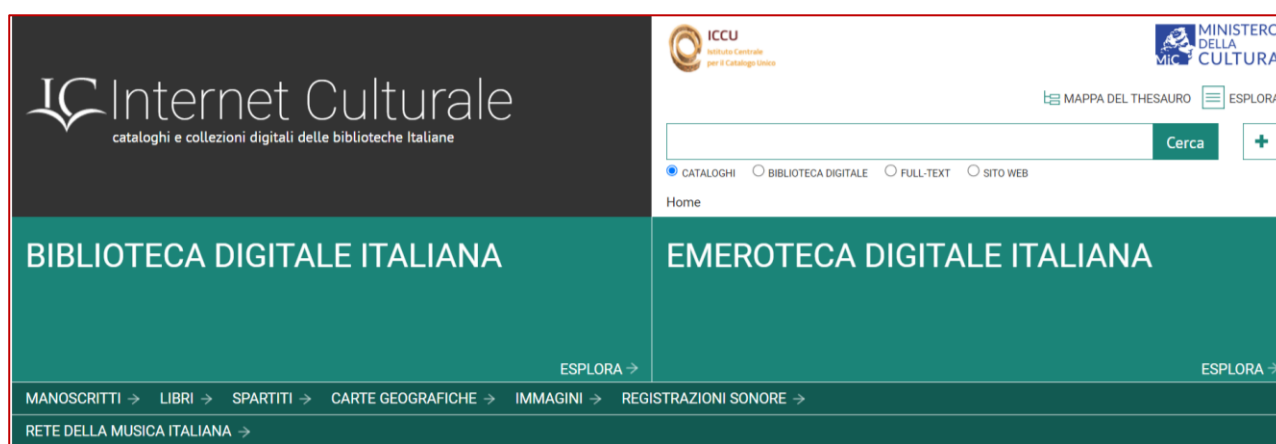 IC Internet Culturale
cataloghi e collezioni digitali delle biblioteche Italiane
ICCU
Istituto Centrale
per il Catalogo Unico
MiC
MINISTERO
DELLA
CULTURA
MAPPA DEL THESAURO ESPLORA
Cerca +
CATALOGHI BIBLIOTECA DIGITALE FULL-TEXT SITO WEB
Home
BIBLIOTECA DIGITALE ITALIANA
ESPLORA →
EMEROTECA DIGITALE ITALIANA
ESPLORA →
MANOSCRITTI → LIBRI → SPARTITI → CARTE GEOGRAFICHE → IMMAGINI → REGISTRAZIONI SONORE →
RETE DELLA MUSICA ITALIANA →